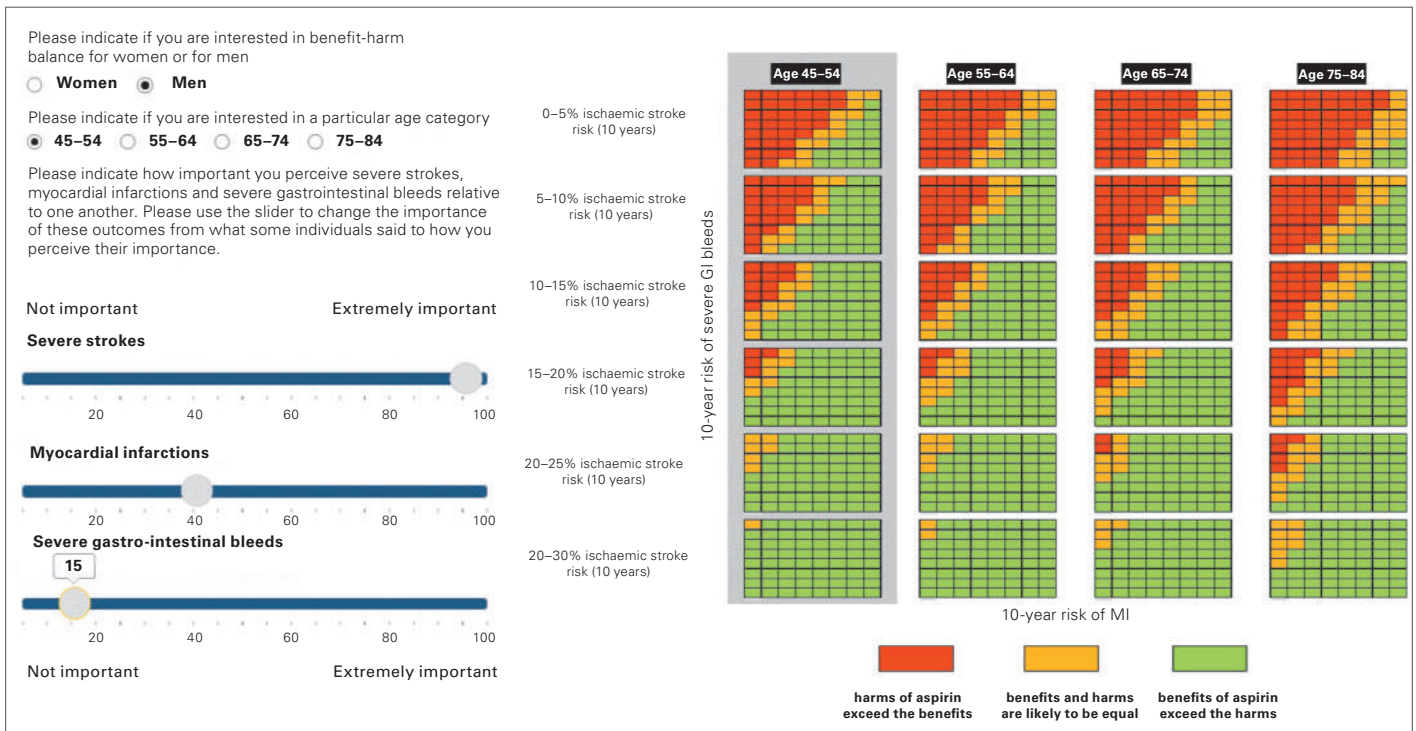 Please indicate if you are interested in benefit-harm
balance for women or for men
Women Men
Please indicate if you are interested in a particular age category
45–54 55–64 65–74 75–84
Please indicate how important you perceive severe strokes,
myocardial infarctions and severe gastrointestinal bleeds relative
to one another. Please use the slider to change the importance
of these outcomes from what some individuals said to how you
perceive their importance.
Not important Extremely important
Severe strokes
20 40 60 80 100
Myocardial infarctions
20 40 60 80 100
Severe gastro-intestinal bleeds
15
20 40 60 80 100
Not important Extremely important
Age 45–54 Age 55–64 Age 65–74 Age 75–84
0–5% ischaemic stroke
risk (10 years)
5–10% ischaemic stroke
risk (10 years)
10–15% ischaemic stroke
risk (10 years)
15–20% ischaemic stroke
risk (10 years)
20–25% ischaemic stroke
risk (10 years)
20–30% ischaemic stroke
risk (10 years)
10-year risk of severe GI bleeds
10-year risk of MI
harms of aspirin
exceed the benefits
benefits and harms
are likely to be equal
benefits of aspirin
exceed the harms